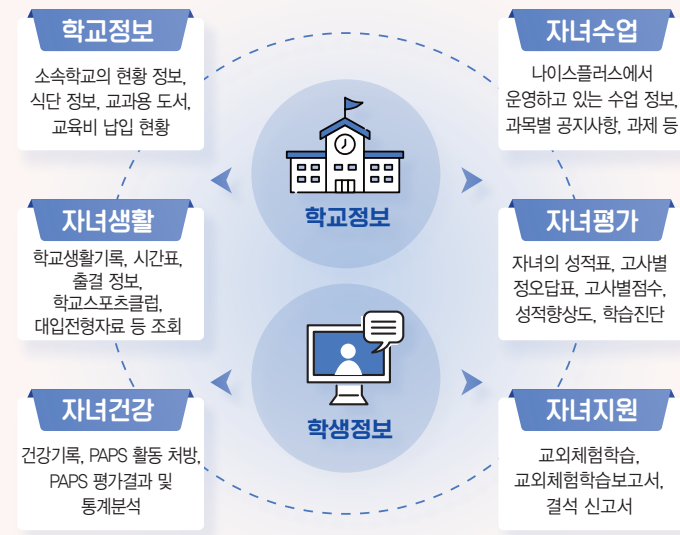 학교정보
소속학교의 현황 정보,
식단 정보, 교과용 도서,
교육비 납입 현황
자녀수업
나이스플러스에서
운영하고 있는 수업 정보,
과목별 공지사항, 과제 등
학교정보
자녀생활
학교생활기록, 시간표,
출결 정보,
학교스포츠클럽,
대입전형자료 등 조회
자녀평가
자녀의 성적표, 고사별
정오답표, 고사별점수,
성적향상도, 학습진단
학생정보
자녀건강
건강기록, PAPS 활동 처방,
PAPS 평가결과 및
통계분석
자녀지원
교외체험학습,
교외체험학습보고서,
결석 신고서